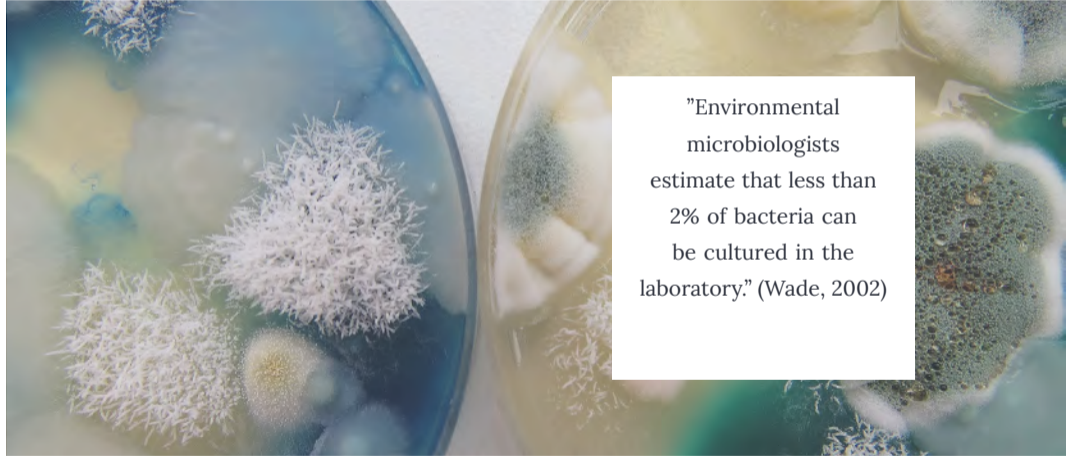 ”Environmental
microbiologists
estimate that less than
2% of bacteria can
be cultured in the
laboratory.” (Wade, 2002)